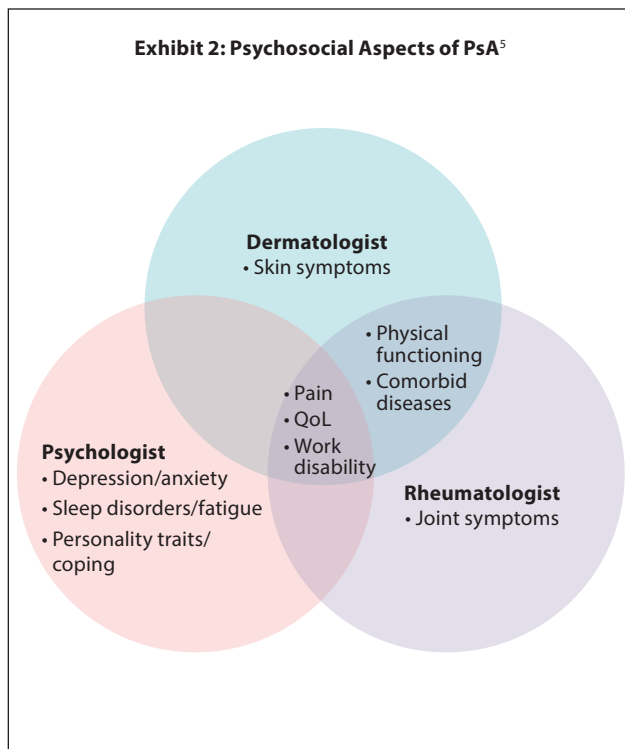 Exhibit 2: Psychosocial Aspects of PsA⁵
Dermatologist
• Skin symptoms
• Physical
functioning
• Comorbid
diseases
• Pain
• QoL
• Work
disability
Psychologist
• Depression/anxiety
• Sleep disorders/fatigue
• Personality traits/
coping
Rheumatologist
• Joint symptoms